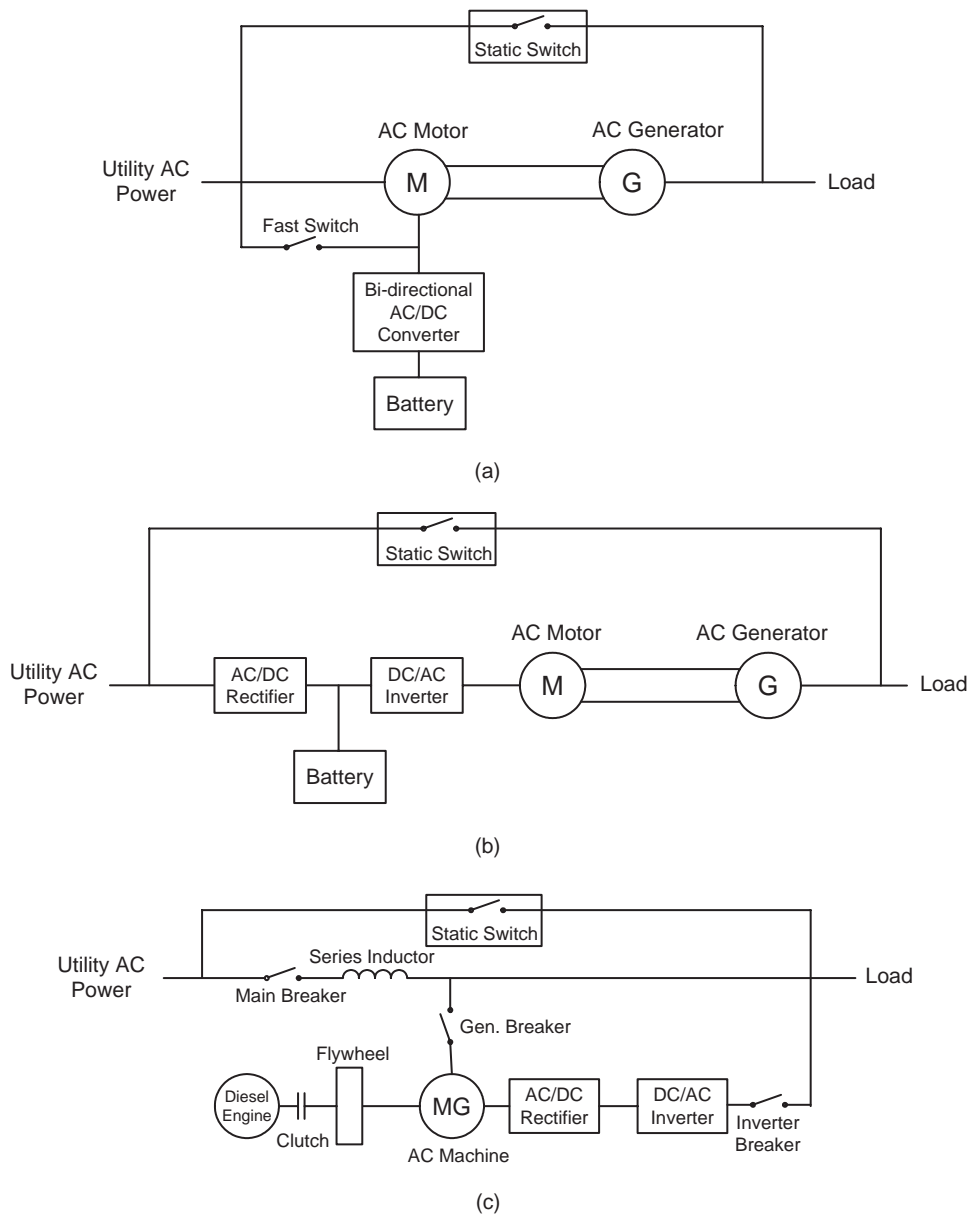 Static Switch
AC Motor
AC Generator
Utility AC
Power
M
G
Load
Fast Switch
Bi-directional
AC/DC
Converter
Battery
(a)
Static Switch
AC Motor
AC Generator
Utility AC
Power
AC/DC
Rectifier
DC/AC
Inverter
M
G
Load
Battery
(b)
Static Switch
Utility AC
Power
Series Inductor
Main Breaker
Load
Gen. Breaker
Flywheel
Diesel
Engine
Clutch
MG
AC Machine
AC/DC
Rectifier
DC/AC
Inverter
Inverter
Breaker
(c)